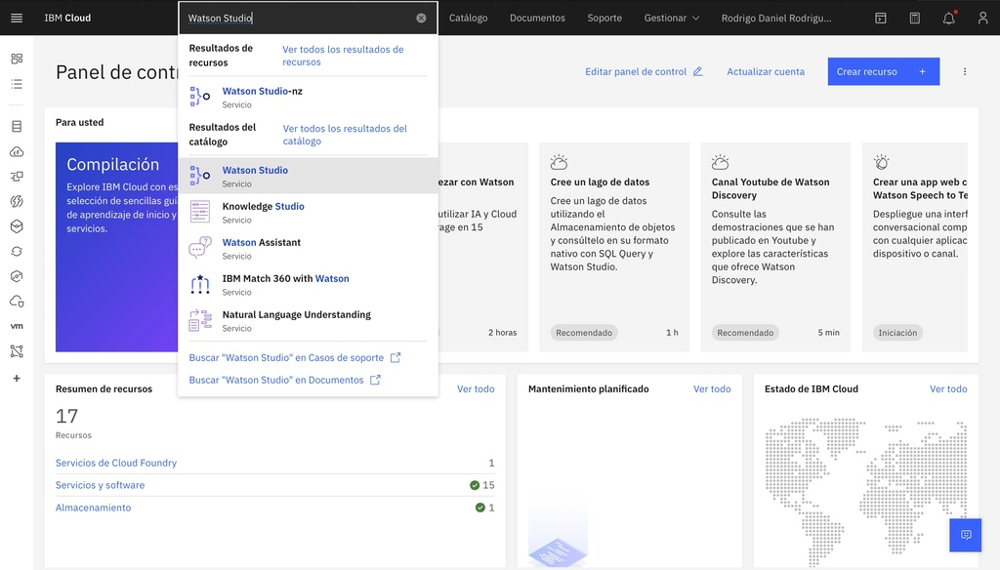 IBM Cloud
Watson Studio
Catálogo
Documentos
Soporte
Gestionar
Rodrigo Daniel Rodrigu...
Panel de contr
Editar panel de control
Actualizar cuenta
Crear recurso +
Resultados de
recursos
Ver todos los resultados de
recursos
Watson Studio-nz
Servicio
Resultados del
catálogo
Ver todos los resultados del
catálogo
Watson Studio
Servicio
Knowledge Studio
Servicio
Watson Assistant
Servicio
IBM Match 360 with Watson
Servicio
Natural Language Understanding
Servicio
Buscar "Watson Studio" en Casos de soporte
Buscar "Watson Studio" en Documentos
vm
Para usted
Compilación
Explore IBM Cloud con es
selección de sencillas guí
de aprendizaje de inicio y
servicios.
ezar con Watson
utilizar IA y Cloud
rage en 15
2 horas
Cree un lago de datos
Cree un lago de datos
utilizando el
Almacenamiento de objetos
y consúltelo en su formato
nativo con SQL Query y
Watson Studio.
Recomendado
1 h
Canal Youtube de Watson
Discovery
Consulte las
demostraciones que se han
publicado en Youtube y
explore las características
que ofrece Watson
Discovery.
Recomendado
5 min
Crear una app web c
Watson Speech to Te
Despliegue una interf
conversacional comp
con cualquier aplicac
dispositivo o canal.
Iniciación
Resumen de recursos
Ver todo
17
Recursos
Servicios de Cloud Foundry 1
Servicios y software 15
Almacenamiento 1
Mantenimiento planificado
Ver todo
Estado de IBM Cloud
Ver todo